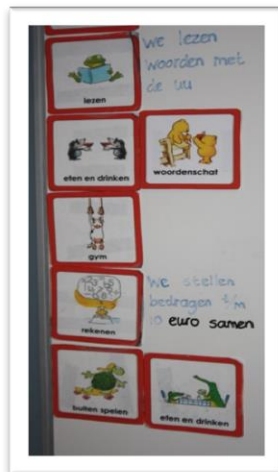 we lezen
woorden met
de uu
lezen
eten en drinken
woordenschat
gym
we stellen
bedragen t/m
10 euro samen
rekenen
buiten spelen
eten en drinken